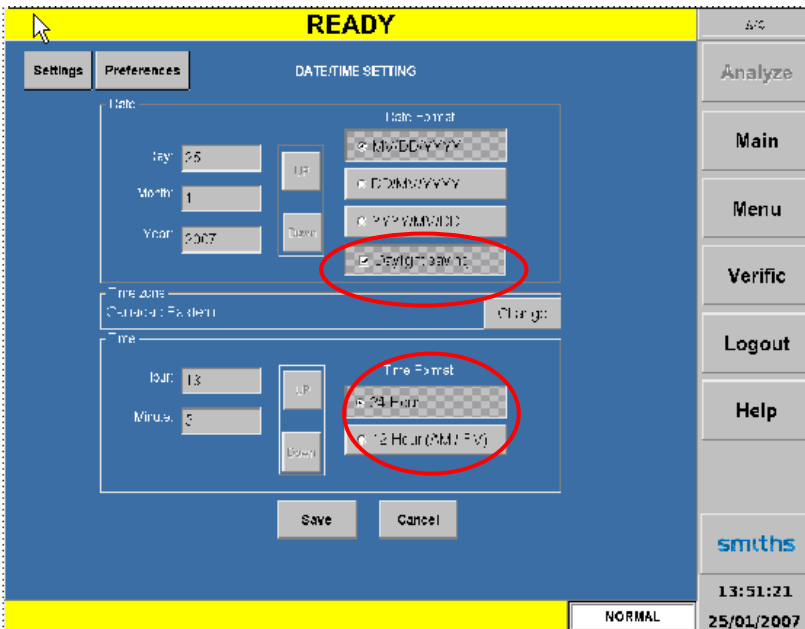 READY
Settings
Preferences
DATE/TIME SETTING
Date
Date Format
Day: 25
Month: 1
Year: 2007
UP
Down
MM/DD/YYYY
DD/MM/YYYY
YYYY/MM/DD
Daylight saving
Time zone
Change
Time
Hour: 13
Minute:
UP
Down
Time Format
24 Hour
12 Hour (AM / PM)
Save
Cancel
NORMAL
Analyze
Main
Menu
Verific
Logout
Help
smiths
13:51:21
25/01/2007